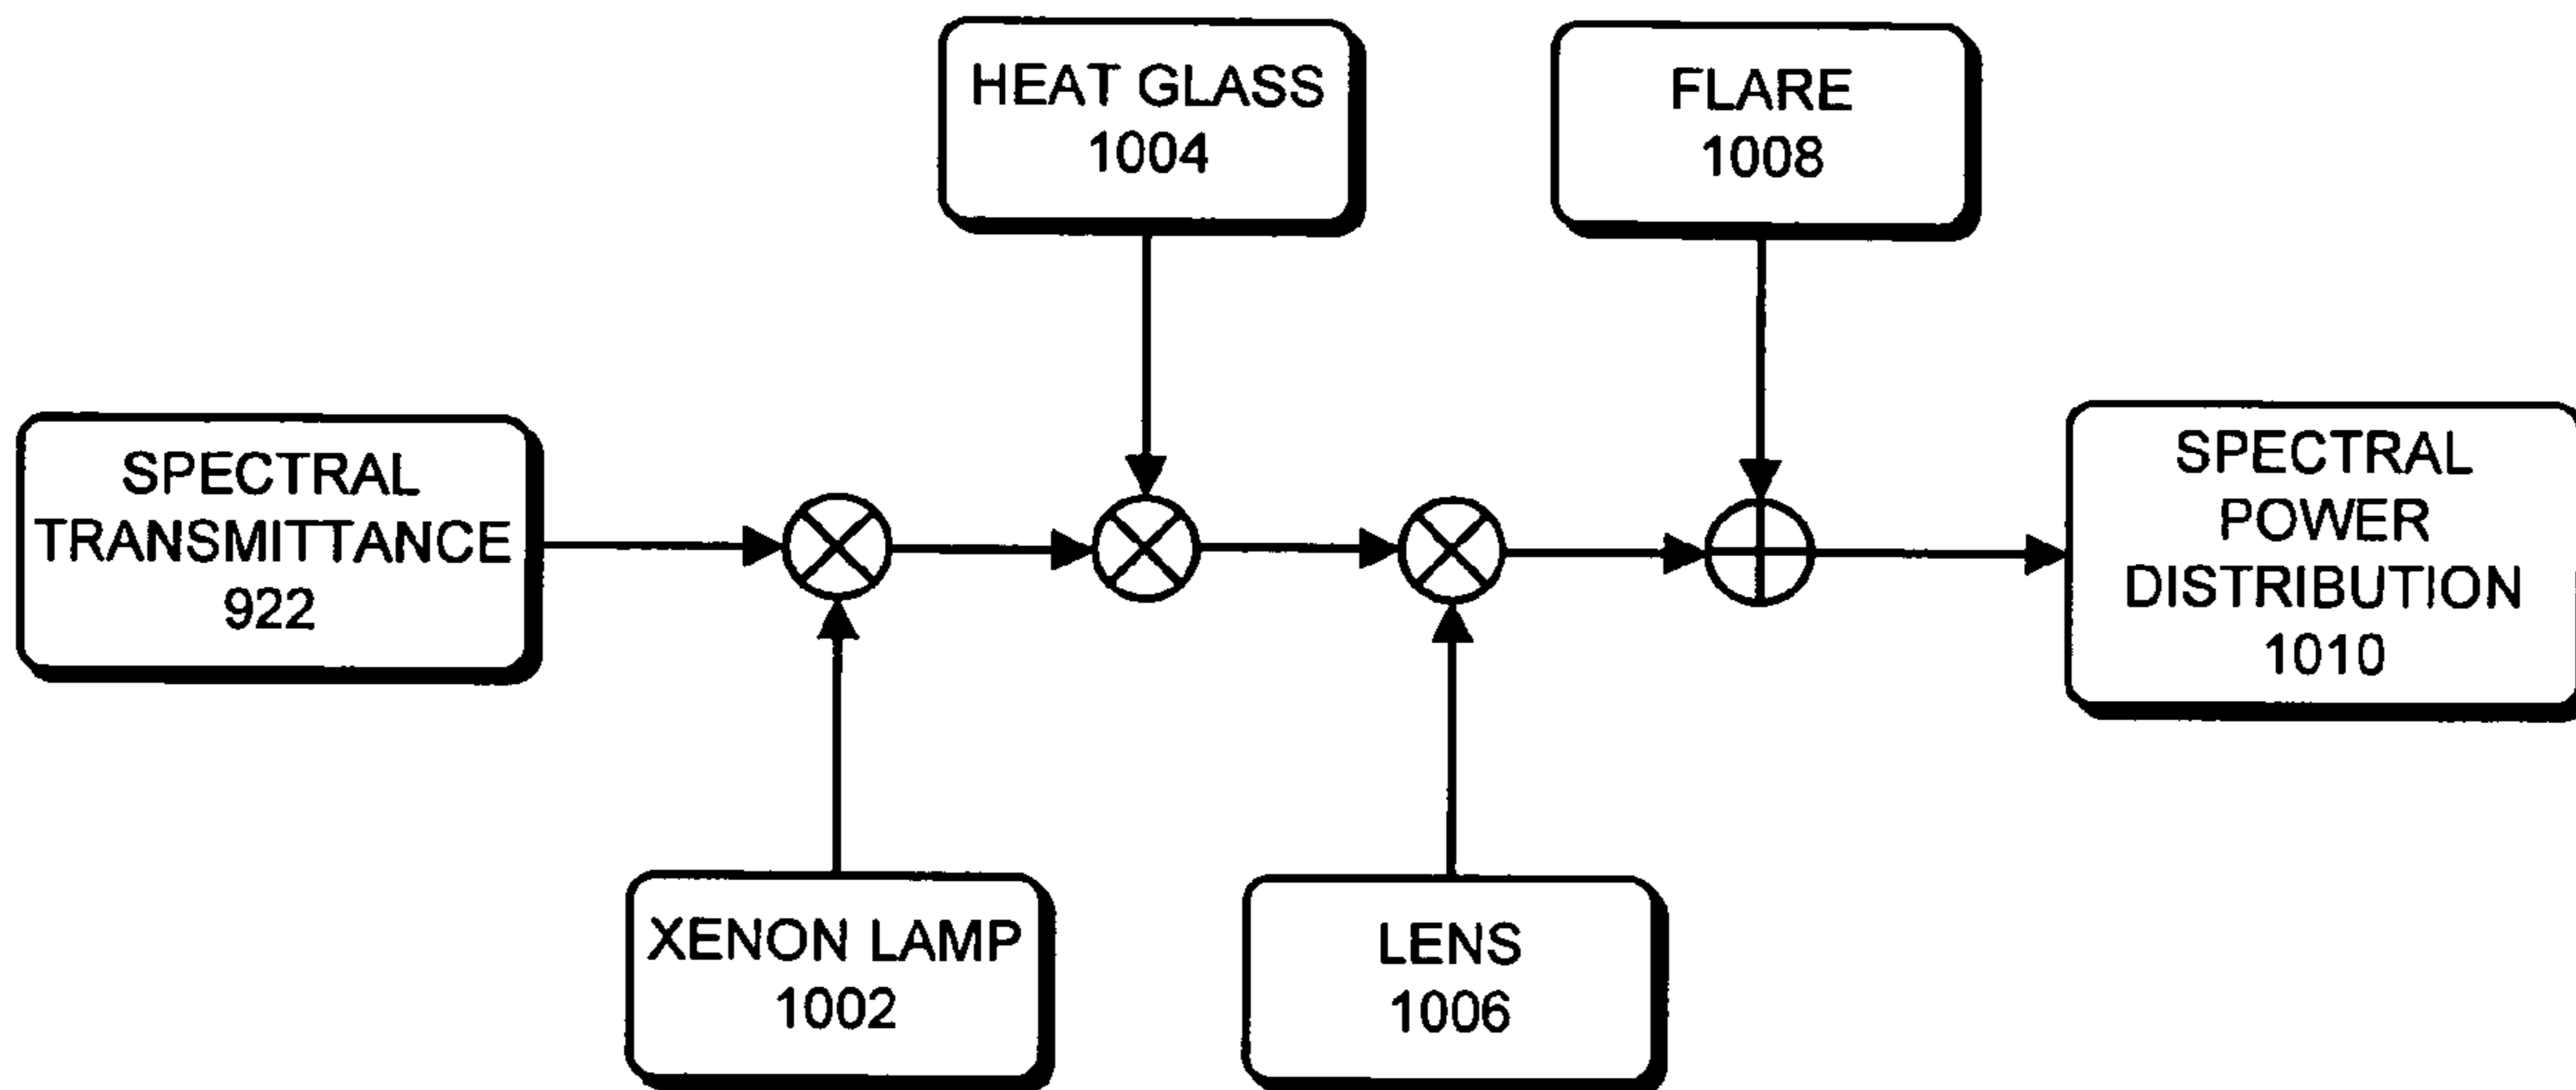 HEAT GLASS
1004
FLARE
1008
SPECTRAL
TRANSMITTANCE
922
SPECTRAL
POWER
DISTRIBUTION
1010
XENON LAMP
1002
LENS
1006